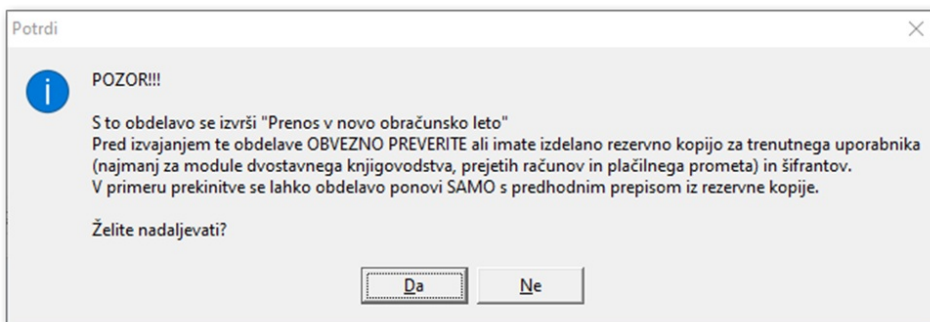 Potrdi
POZOR!!!
S to obdelavo se izvrši "Prenos v novo obračunsko leto"
Pred izvajanjem te obdelave OBVEZNO PREVERITE ali imate izdelano rezervno kopijo za trenutnega uporabnika
(najmanj za module dvostavnega knjigovodstva, prejetih računov in plačilnega prometa) in šifrantov.
V primeru prekinitve se lahko obdelavo ponovi SAMO s predhodnim prepisom iz rezervne kopije.
Želite nadaljevati?
Da Ne